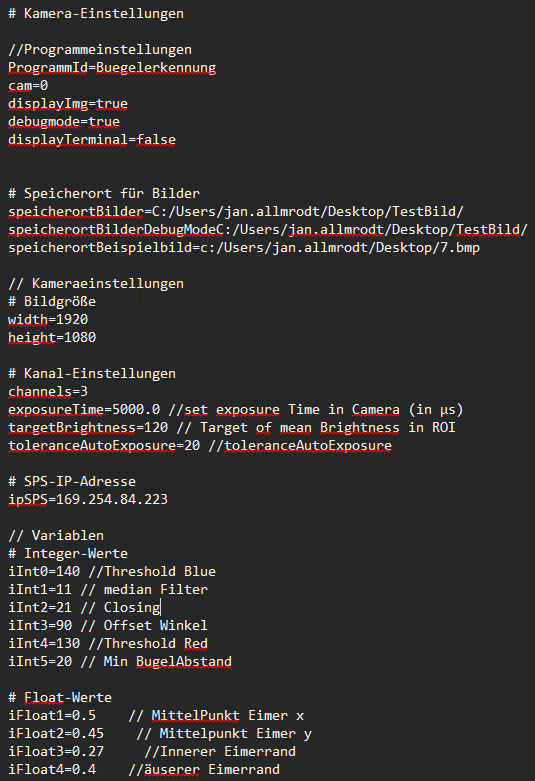 # Kamera-Einstellungen
//Programmeinstellungen
ProgrammId=Buegelerkennung
cam=0
displayImg=true
debugmode=true
displayTerminal=false
# Speicherort für Bilder
speicherortBilder=C:/Users/jan.allmrodt/Desktop/TestBild/
speicherortBilderDebugModeC:/Users/jan.allmrodt/Desktop/TestBild/
speicherortBeispielbild=c:/Users/jan.allmrodt/Desktop/7.bmp
// Kameraeinstellungen
# Bildgröße
width=1920
height=1080
# Kanal-Einstellungen
channels=3
exposureTime=5000.0 //set exposure Time in Camera (in µs)
targetBrightness=120 // Target of mean Brightness in ROI
toleranceAutoExposure=20 //toleranceAutoExposure
# SPS-IP-Adresse
ipSPS=169.254.84.223
// Variablen
# Integer-Werte
iInt0=140 //Threshold Blue
iInt1=11 // median Filter
iInt2=21 // Closing
iInt3=90 // Offset Winkel
iInt4=130 //Threshold Red
iInt5=20 // Min BugelAbstand
# Float-Werte
iFloat1=0.5    // MittelPunkt Eimer x
iFloat2=0.45    // Mittelpunkt Eimer y
iFloat3=0.27     //Innerer Eimerrand
iFloat4=0.4    //äuserer Eimerrand